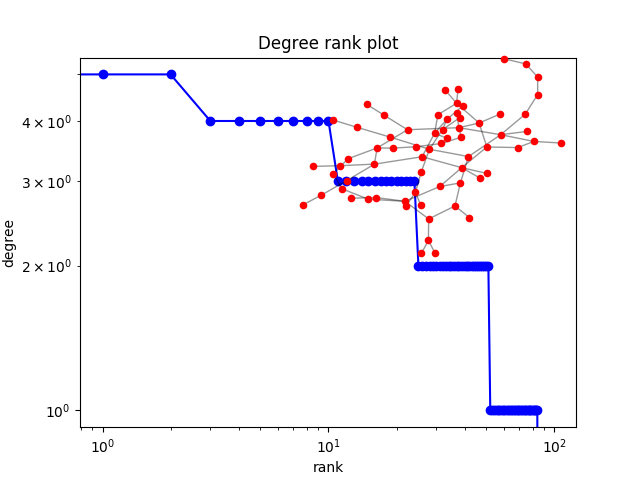 Degree rank plot
degree
4 × 10⁰
3 × 10⁰
2 × 10⁰
10⁰
10⁰
10¹
10²
rank